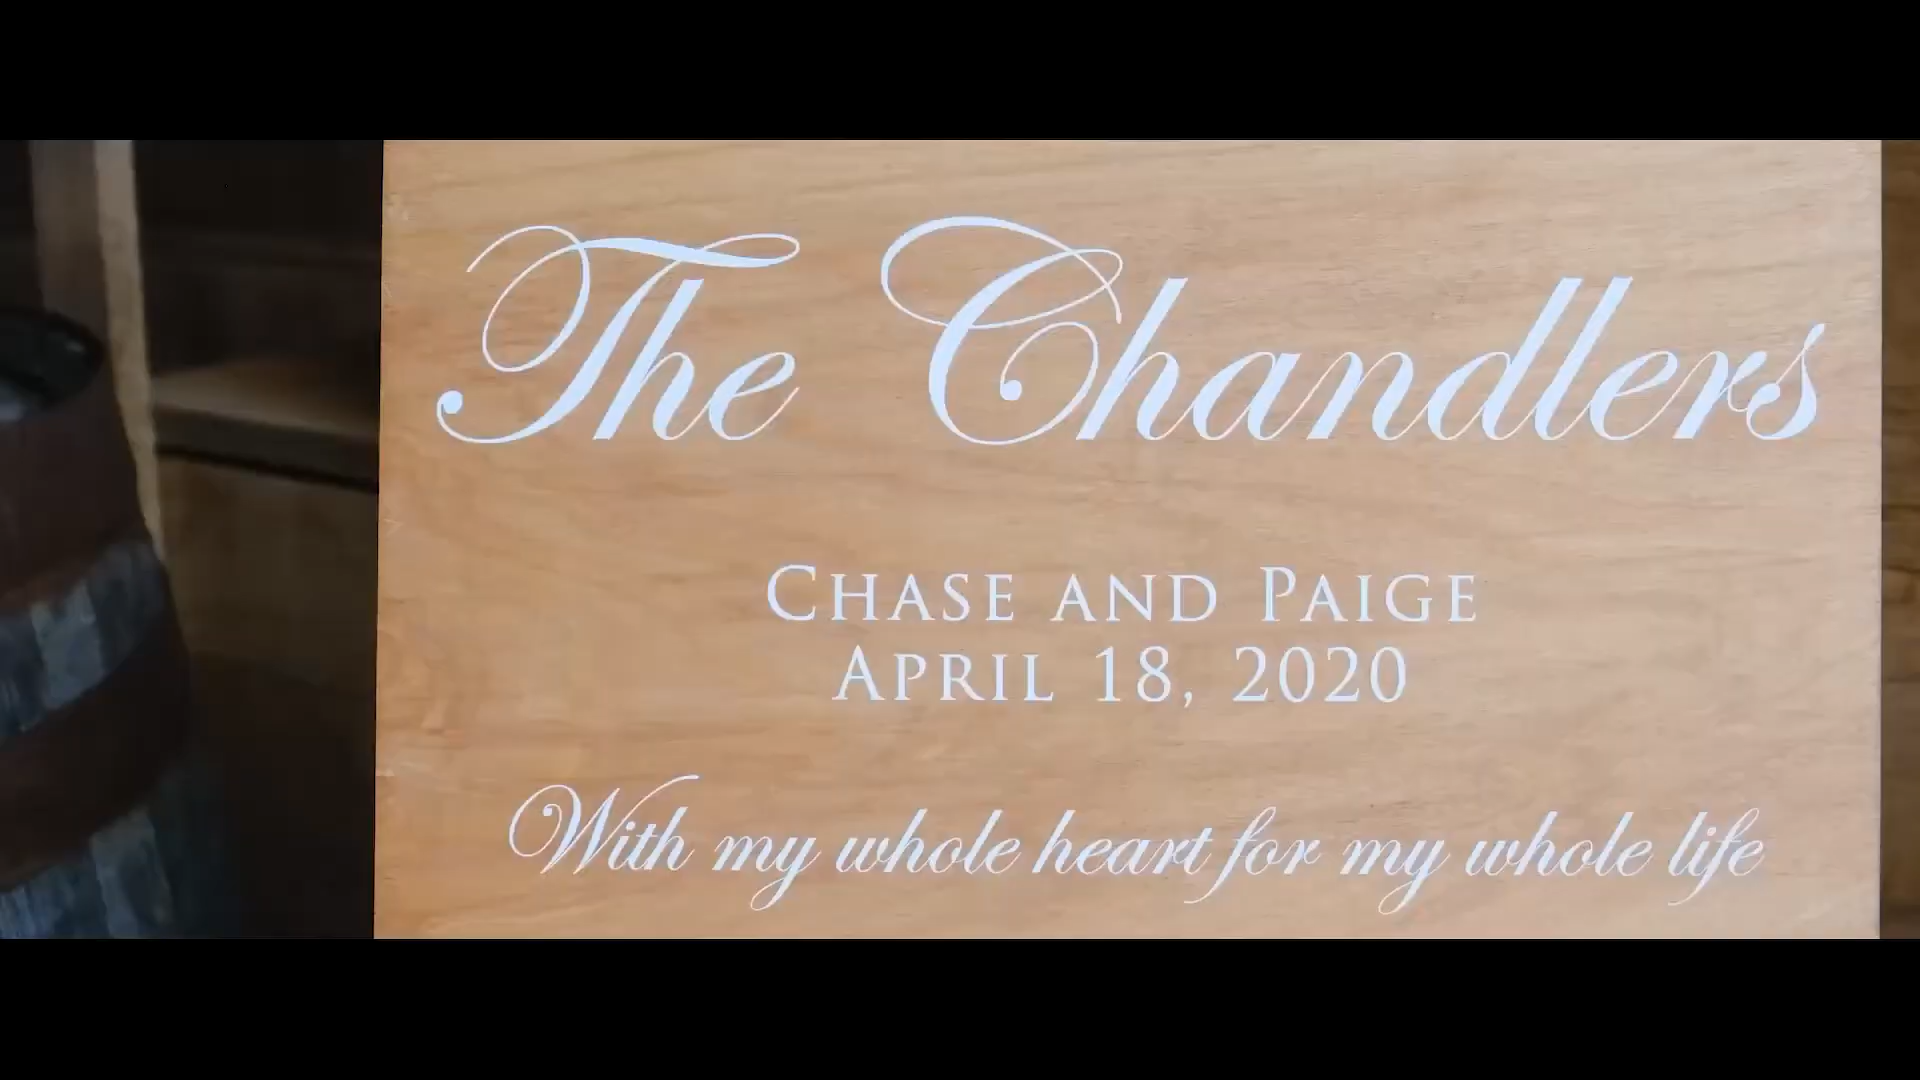 The Chandlers
Chase and Paige
April 18, 2020
With my whole heart for my whole life